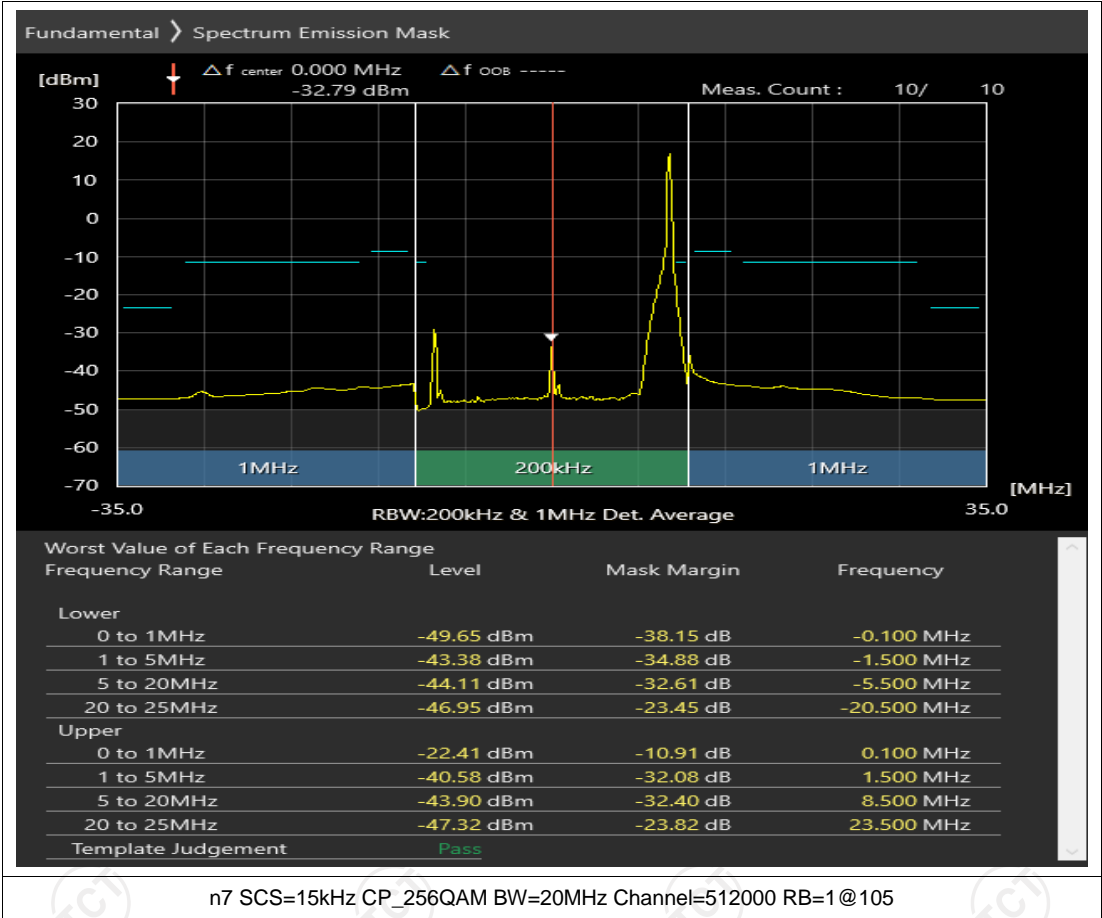 Fundamental 〉 Spectrum Emission Mask
[dBm] Δf center 0.000 MHz Δf OOB -----
-32.79 dBm Meas. Count : 10/ 10
30
20
10
0
-10
-20
-30
-40
-50
-60
-70
1MHz 200kHz 1MHz
[MHz]
-35.0 RBW:200kHz & 1MHz Det. Average 35.0
Worst Value of Each Frequency Range
Frequency Range Level Mask Margin Frequency
Lower
0 to 1MHz -49.65 dBm -38.15 dB -0.100 MHz
1 to 5MHz -43.38 dBm -34.88 dB -1.500 MHz
5 to 20MHz -44.11 dBm -32.61 dB -5.500 MHz
20 to 25MHz -46.95 dBm -23.45 dB -20.500 MHz
Upper
0 to 1MHz -22.41 dBm -10.91 dB 0.100 MHz
1 to 5MHz -40.58 dBm -32.08 dB 1.500 MHz
5 to 20MHz -43.90 dBm -32.40 dB 8.500 MHz
20 to 25MHz -47.32 dBm -23.82 dB 23.500 MHz
Template Judgement Pass
n7 SCS=15kHz CP_256QAM BW=20MHz Channel=512000 RB=1@105
TCT TCT TCT